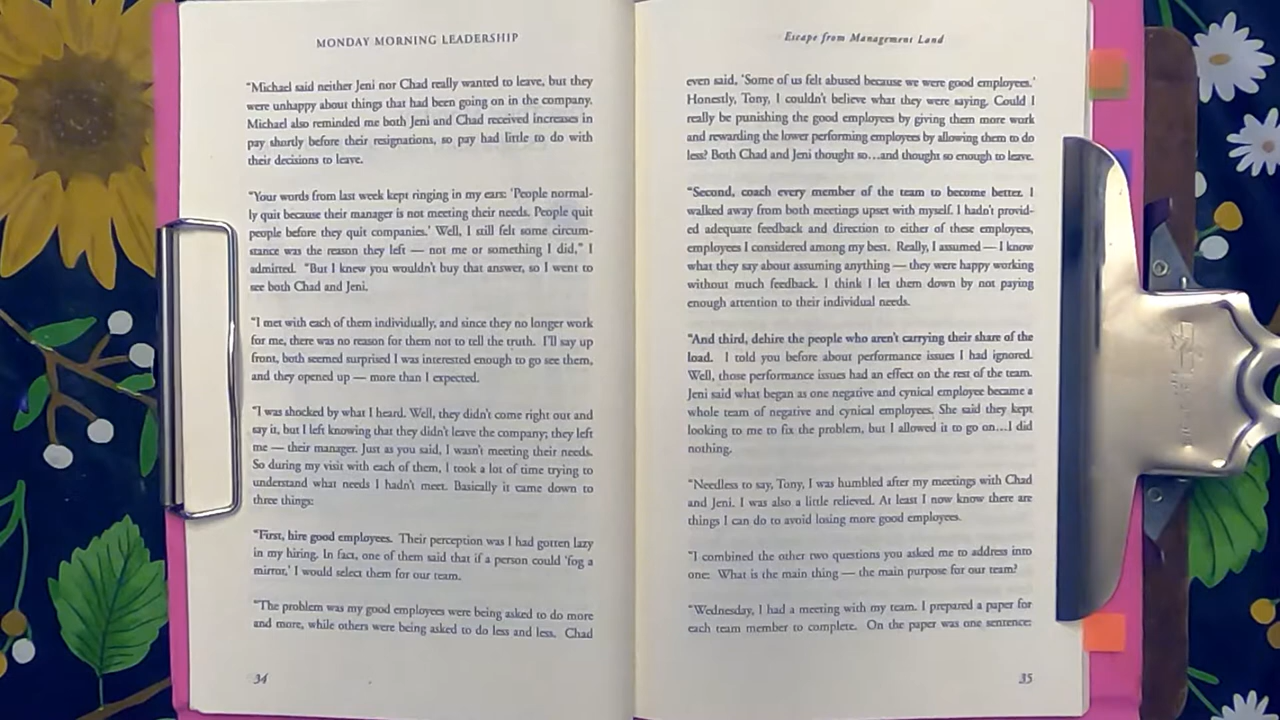 MONDAY MORNING LEADERSHIP
"Michael said neither Jeni nor Chad really wanted to leave, but they
were unhappy about things that had been going on in the company.
Michael also reminded me both Jeni and Chad received increases in
pay shortly before their resignations, so pay had little to do with
their decisions to leave.
"Your words from last week kept ringing in my ears: 'People normal-
ly quit because their manager is not meeting their needs. People quit
people before they quit companies.' Well, I still felt some circum-
stance was the reason they left — not me or something I did," I
admitted. "But I knew you wouldn't buy that answer, so I went to
see both Chad and Jeni.
"I met with each of them individually, and since they no longer work
for me, there was no reason for them not to tell the truth. I'll say up
front, both seemed surprised I was interested enough to go see them,
and they opened up — more than I expected.
"I was shocked by what I heard. Well, they didn't come right out and
say it, but I left knowing that they didn't leave the company; they left
me — their manager. Just as you said, I wasn't meeting their needs.
So during my visit with each of them, I took a lot of time trying to
understand what needs I hadn't met. Basically it came down to
three things:
"First, hire good employees. Their perception was I had gotten lazy
in my hiring. In fact, one of them said that if a person could 'fog a
mirror,' I would select them for our team.
"The problem was my good employees were being asked to do more
and more, while others were being asked to do less and less. Chad
34
Escape from Management Land
even said, 'Some of us felt abused because we were good employees.'
Honestly, Tony, I couldn't believe what they were saying. Could I
really be punishing the good employees by giving them more work
and rewarding the lower performing employees by allowing them to do
less? Both Chad and Jeni thought so…and thought so enough to leave.
"Second, coach every member of the team to become better. I
walked away from both meetings upset with myself. I hadn't provid-
ed adequate feedback and direction to either of these employees,
employees I considered among my best. Really, I assumed — I know
what they say about assuming anything — they were happy working
without much feedback. I think I let them down by not paying
enough attention to their individual needs.
"And third, dehire the people who aren't carrying their share of the
load. I told you before about performance issues I had ignored.
Well, those performance issues had an effect on the rest of the team.
Jeni said what began as one negative and cynical employee became a
whole team of negative and cynical employees. She said they kept
looking to me to fix the problem, but I allowed it to go on…I did
nothing.
"Needless to say, Tony, I was humbled after my meetings with Chad
and Jeni. I was also a little relieved. At least I now know there are
things I can do to avoid losing more good employees.
"I combined the other two questions you asked me to address into
one: What is the main thing — the main purpose for our team?
"Wednesday, I had a meeting with my team. I prepared a paper for
each team member to complete. On the paper was one sentence:
35